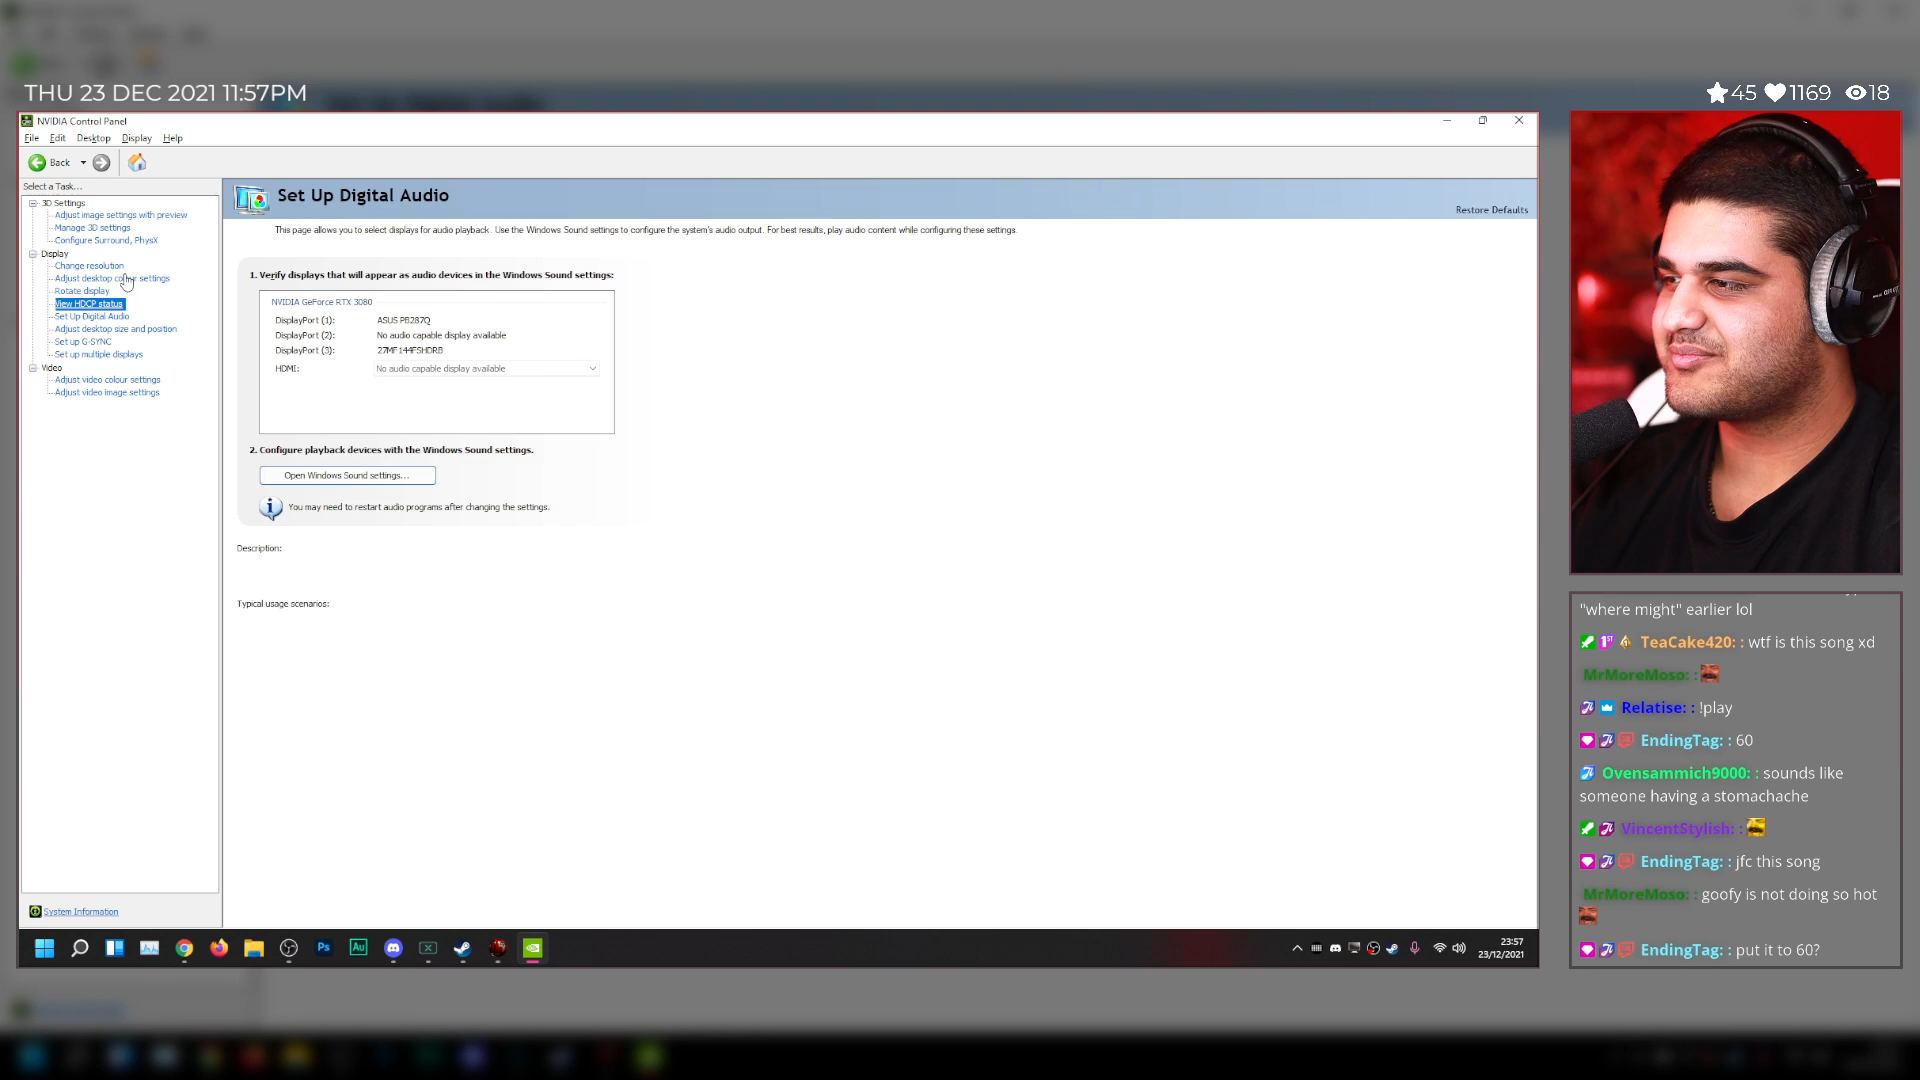 THU 23 DEC 2021 11:57PM
45 1169 18
NVIDIA Control Panel
File Edit Desktop Display Help
Back
Select a Task...
3D Settings
Adjust image settings with preview
Manage 3D settings
Configure Surround, PhysX
Display
Change resolution
Adjust desktop colour settings
Rotate display
View HDCP status
Set Up Digital Audio
Adjust desktop size and position
Set up G-SYNC
Set up multiple displays
Video
Adjust video colour settings
Adjust video image settings
System Information
Set Up Digital Audio
Restore Defaults
This page allows you to select displays for audio playback. Use the Windows Sound settings to configure the system's audio output. For best results, play audio content while configuring these settings.
1. Verify displays that will appear as audio devices in the Windows Sound settings:
NVIDIA GeForce RTX 3080
DisplayPort (1): ASUS PB287Q
DisplayPort (2): No audio capable display available
DisplayPort (3): 27MF144FSHDRB
HDMI: No audio capable display available
2. Configure playback devices with the Windows Sound settings.
Open Windows Sound settings...
You may need to restart audio programs after changing the settings.
Description:
Typical usage scenarios:
"where might" earlier lol
1ST TeaCake420: : wtf is this song xd
MrMoreMoso: :
Relatise: : !play
EndingTag: : 60
Ovensammich9000: : sounds like
someone having a stomachache
VincentStylish: :
EndingTag: : jfc this song
MrMoreMoso: : goofy is not doing so hot
EndingTag: : put it to 60?
Ps Au
23:57
23/12/2021